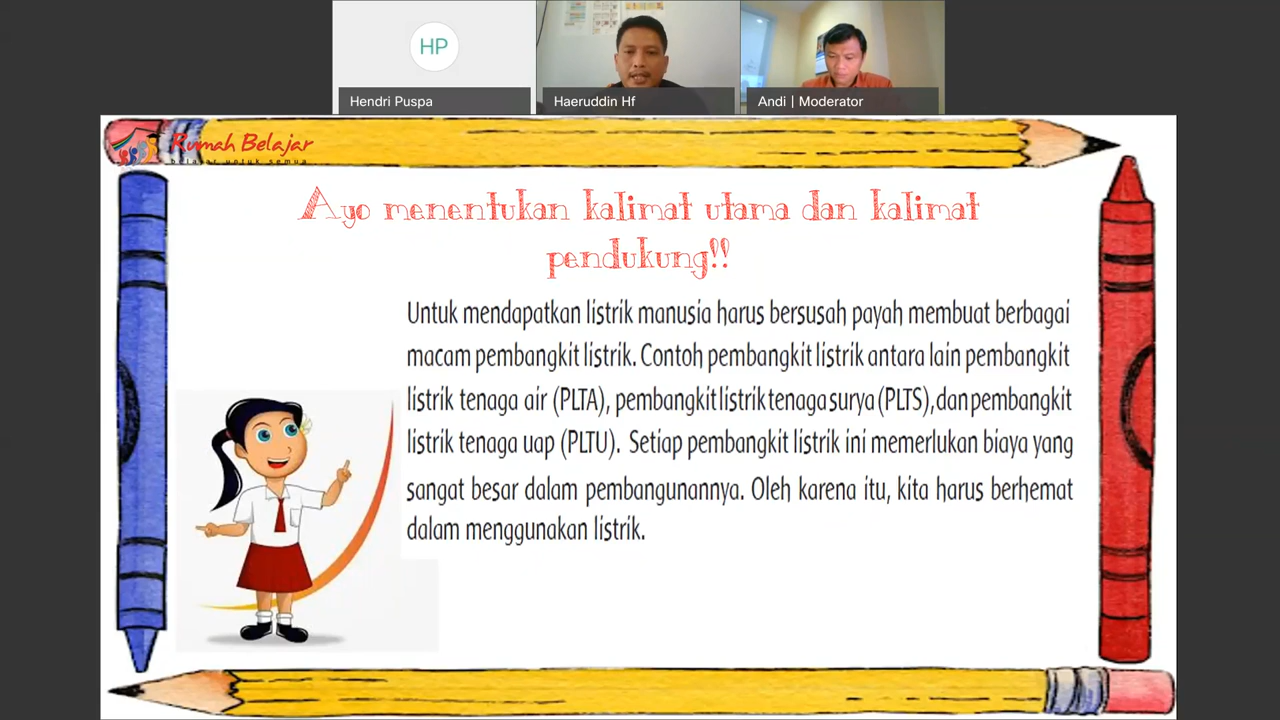 HP
Hendri Puspa
Haeruddin Hf
Andi | Moderator
Rumah Belajar
belajar untuk semua
Ayo menentukan kalimat utama dan kalimat
pendukung!!
Untuk mendapatkan listrik manusia harus bersusah payah membuat berbagai
macam pembangkit listrik. Contoh pembangkit listrik antara lain pembangkit
listrik tenaga air (PLTA), pembangkit listrik tenaga surya (PLTS), dan pembangkit
listrik tenaga uap (PLTU). Setiap pembangkit listrik ini memerlukan biaya yang
sangat besar dalam pembangunannya. Oleh karena itu, kita harus berhemat
dalam menggunakan listrik.